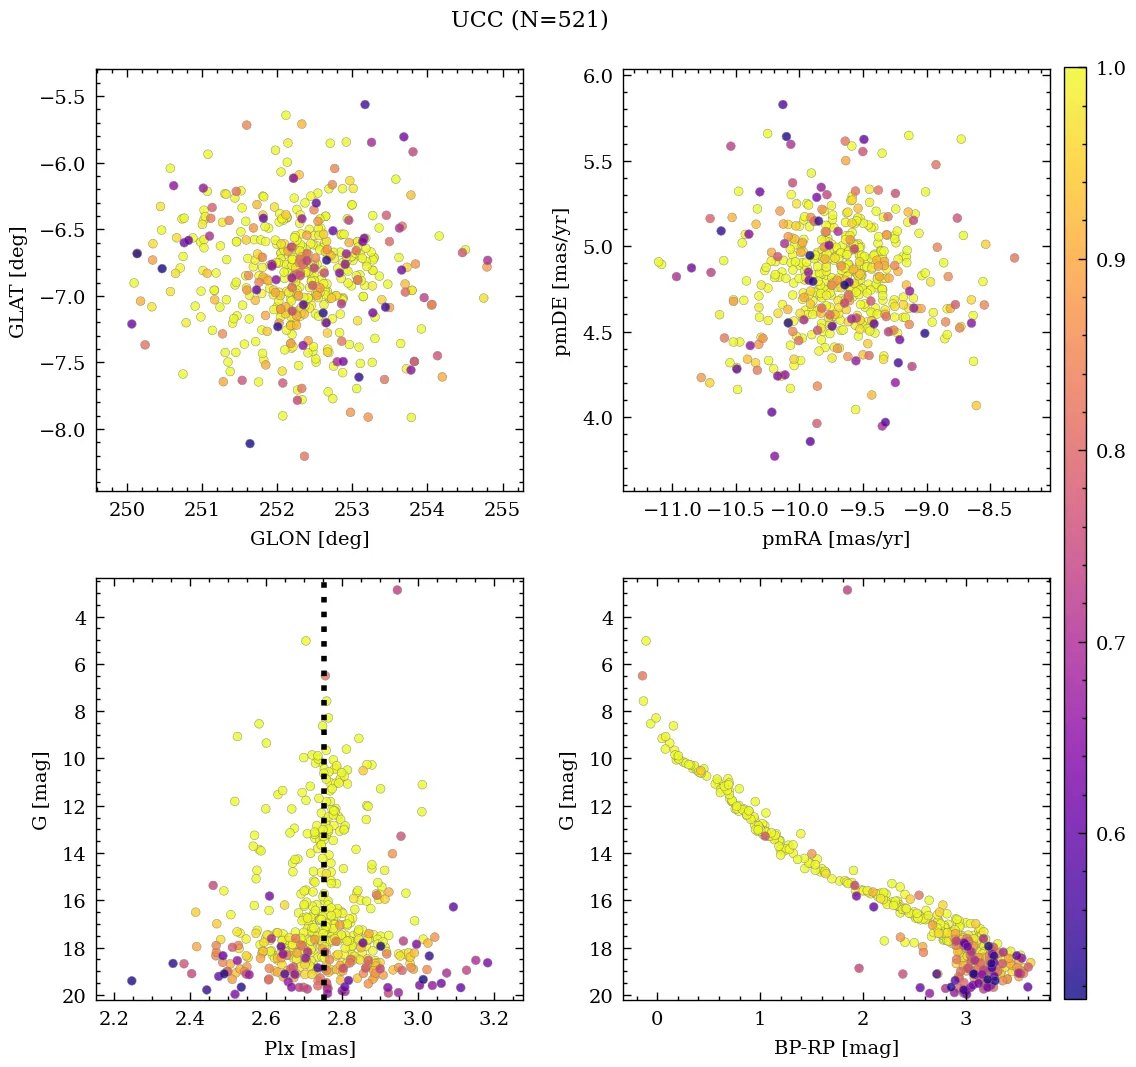 UCC (N=521)
−5.5
−6.0
−6.5
−7.0
−7.5
−8.0
GLAT [deg]
250 251 252 253 254 255
GLON [deg]
6.0
5.5
5.0
4.5
4.0
pmDE [mas/yr]
−11.0 −10.5 −10.0 −9.5 −9.0 −8.5
pmRA [mas/yr]
1.0
0.9
0.8
0.7
0.6
4
6
8
10
12
14
16
18
20
G [mag]
2.2 2.4 2.6 2.8 3.0 3.2
Plx [mas]
4
6
8
10
12
14
16
18
20
G [mag]
0 1 2 3
BP-RP [mag]